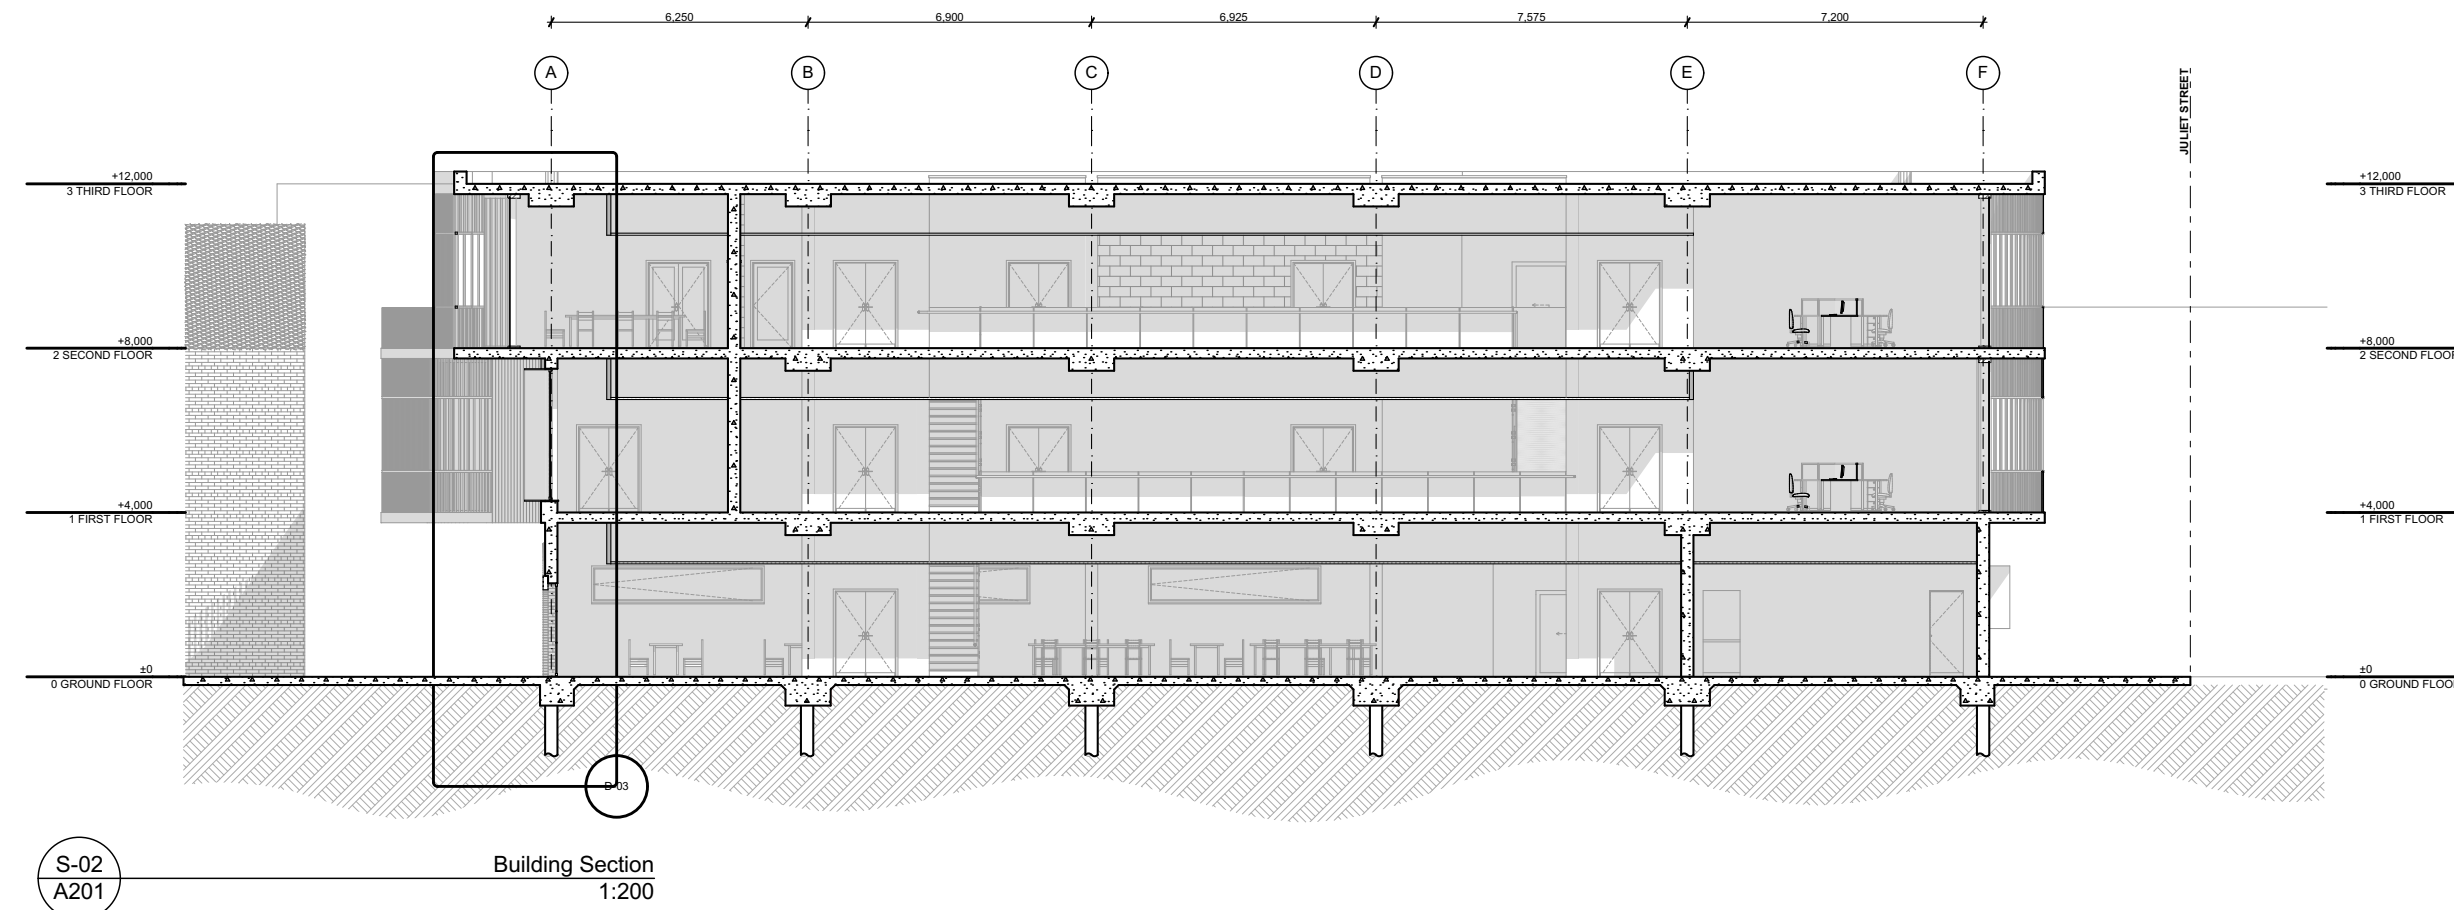 6,250 6,900 6,925 7,575 7,200
A B C D E F
JULIET STREET
+12,000
3 THIRD FLOOR
+12,000
3 THIRD FLOOR
+8,000
2 SECOND FLOOR
+8,000
2 SECOND FLOOR
+4,000
1 FIRST FLOOR
+4,000
1 FIRST FLOOR
±0
0 GROUND FLOOR
±0
0 GROUND FLOOR
D-03
S-02
A201
Building Section
1:200